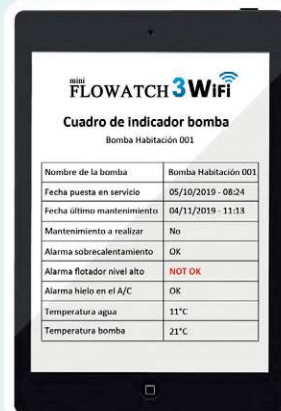 mini
FLOWATCH 3 WiFi
Cuadro de indicador bomba
Bomba Habitación 001
Nombre de la bomba Bomba Habitación 001
Fecha puesta en servicio 05/10/2019 - 08:24
Fecha último mantenimiento 04/11/2019 - 11:13
Mantenimiento a realizar No
Alarma sobrecalentamiento OK
Alarma flotador nivel alto NOT OK
Alarma hielo en el A/C OK
Temperatura agua 11°C
Temperatura bomba 21°C